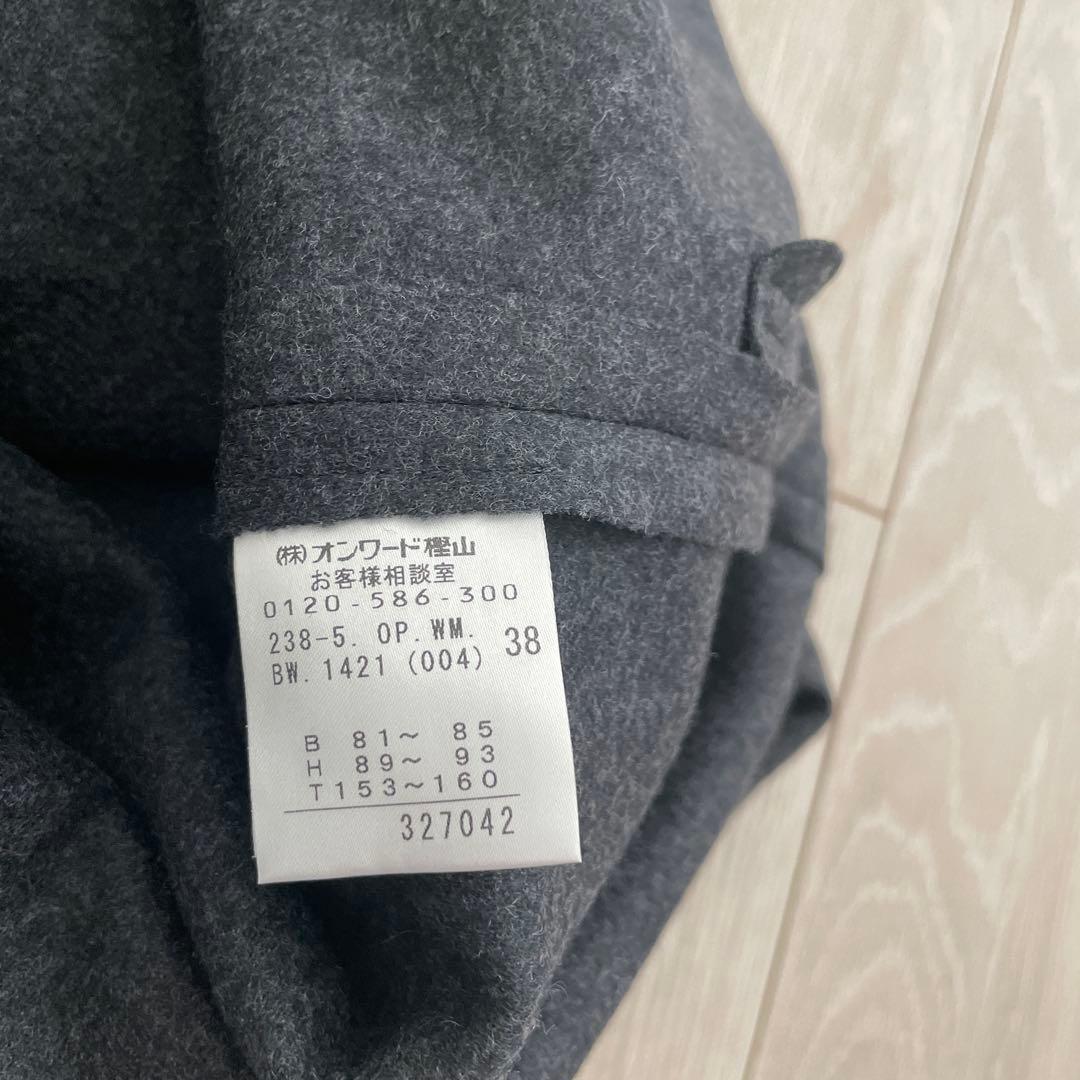 (株)オンワード樫山
お客様相談室
0120-586-300
238-5. OP. WM. 38
BW. 1421 (004)
B 81~ 85
H 89~ 93
T 153~160
327042